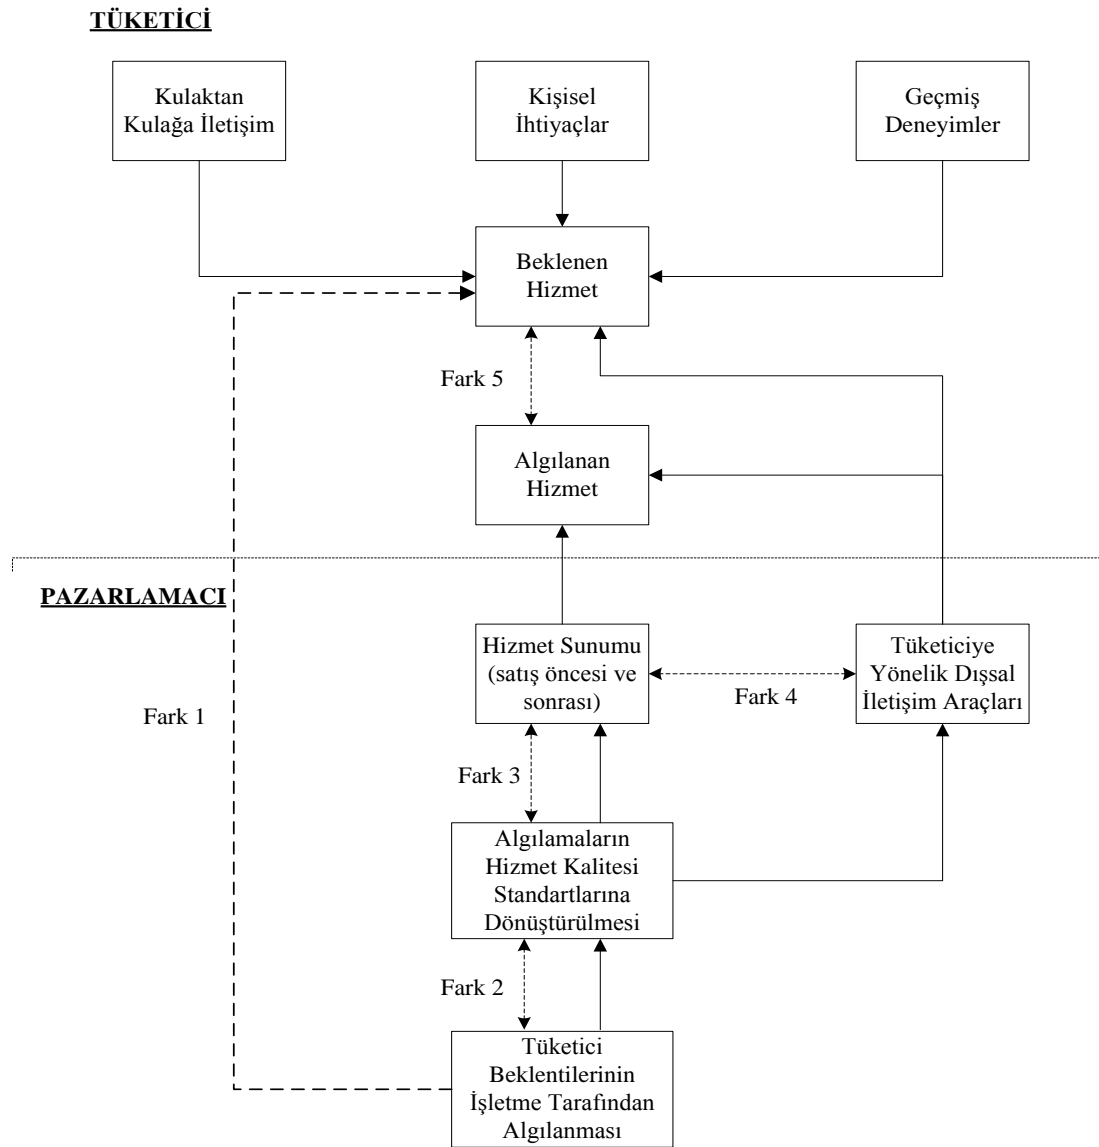 TÜKETİCİ
Kulaktan
Kulağa İletişim
Kişisel
İhtiyaçlar
Geçmiş
Deneyimler
Beklenen
Hizmet
Fark 5
Algılanan
Hizmet
PAZARLAMACI
Hizmet Sunumu
(satış öncesi ve
sonrası)
Tüketiciye
Yönelik Dışsal
İletişim Araçları
Fark 4
Fark 1
Fark 3
Algılamaların
Hizmet Kalitesi
Standartlarına
Dönüştürülmesi
Fark 2
Tüketici
Beklentilerinin
İşletme Tarafından
Algılanması